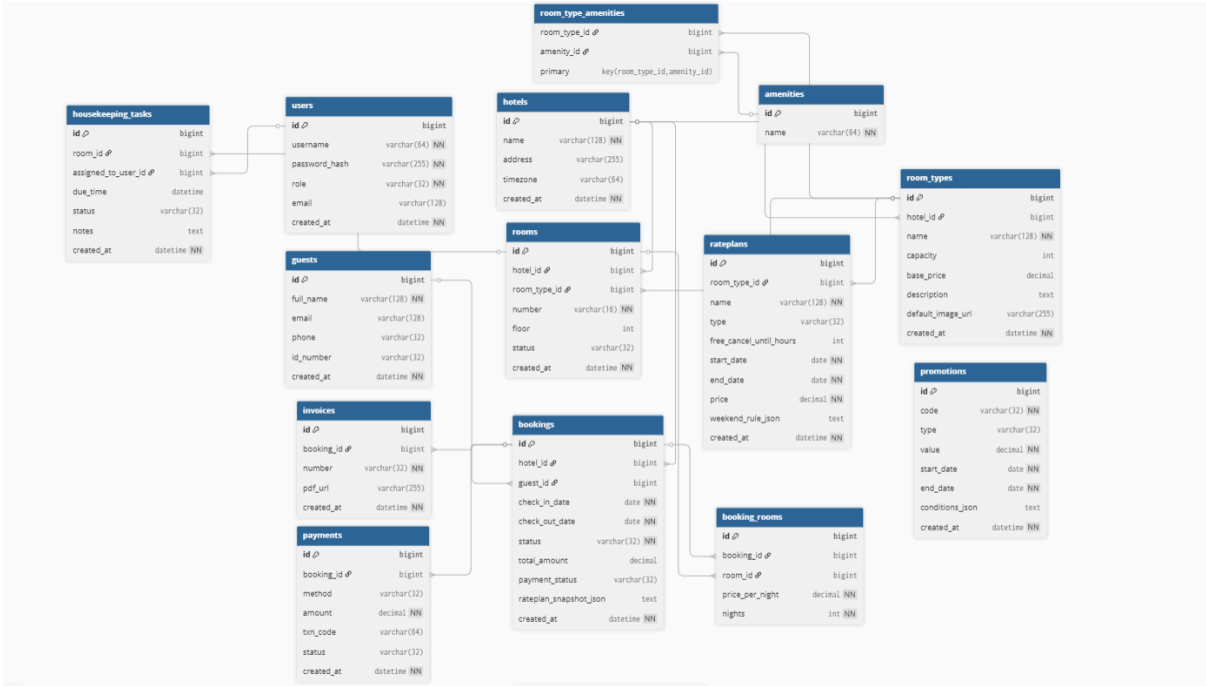 room_type_amenities
room_type_id bigint
amenity_id bigint
primary key(room_type_id,amenity_id)
housekeeping_tasks
id bigint
room_id bigint
assigned_to_user_id bigint
due_time datetime
status varchar(32)
notes text
created_at datetime NN
users
id bigint
username varchar(64) NN
password_hash varchar(255) NN
role varchar(32) NN
email varchar(128)
created_at datetime NN
hotels
id bigint
name varchar(128) NN
address varchar(255)
timezone varchar(64)
created_at datetime NN
amenities
id bigint
name varchar(64) NN
room_types
id bigint
hotel_id bigint
name varchar(128) NN
capacity int
base_price decimal
description text
default_image_url varchar(255)
created_at datetime NN
guests
id bigint
full_name varchar(128) NN
email varchar(128)
phone varchar(32)
id_number varchar(32)
created_at datetime NN
rooms
id bigint
hotel_id bigint
room_type_id bigint
number varchar(16) NN
floor int
status varchar(32)
created_at datetime NN
rateplans
id bigint
room_type_id bigint
name varchar(128) NN
type varchar(32)
free_cancel_until_hours int
start_date date NN
end_date date NN
price decimal NN
weekend_rule_json text
created_at datetime NN
promotions
id bigint
code varchar(32) NN
type varchar(32)
value decimal NN
start_date date NN
end_date date NN
conditions_json text
created_at datetime NN
invoices
id bigint
booking_id bigint
number varchar(32) NN
pdf_url varchar(255)
created_at datetime NN
bookings
id bigint
hotel_id bigint
guest_id bigint
check_in_date date NN
check_out_date date NN
status varchar(32) NN
total_amount decimal
payment_status varchar(32)
rateplan_snapshot_json text
created_at datetime NN
booking_rooms
id bigint
booking_id bigint
room_id bigint
price_per_night decimal NN
nights int NN
payments
id bigint
booking_id bigint
method varchar(32)
amount decimal NN
txn_code varchar(64)
status varchar(32)
created_at datetime NN